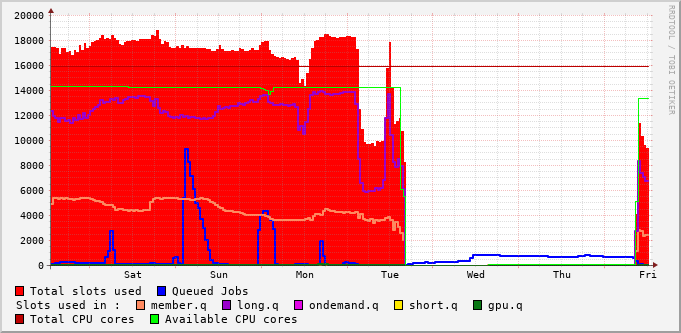 20000
18000
16000
14000
12000
10000
8000
6000
4000
2000
0
Sat Sun Mon Tue Wed Thu Fri
RRDTOOL / TOBI OETIKER
Total slots used Queued Jobs
Slots used in : member.q long.q ondemand.q short.q gpu.q
Total CPU cores Available CPU cores